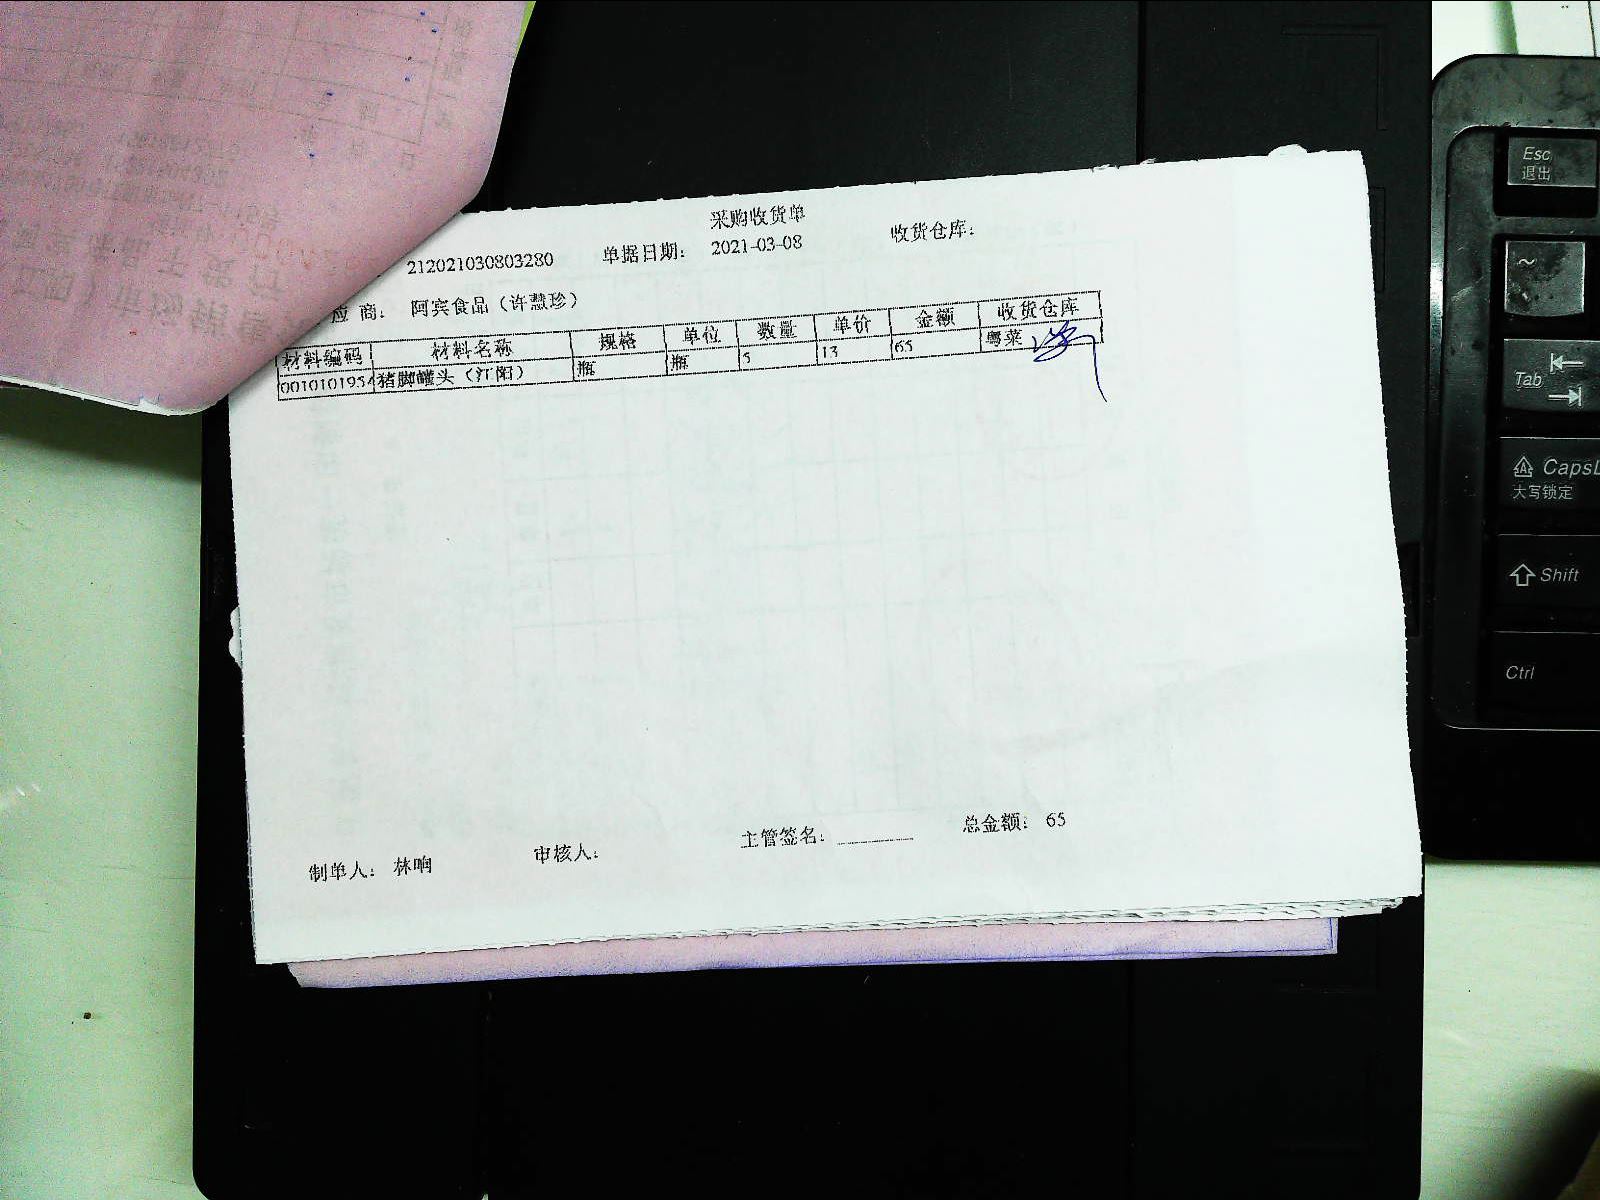 采购收货单
212021030803280 单据日期： 2021-03-08 收货仓库：
应商： 阿宾食品（许慧珍）
材料编码 材料名称 规格 单位 数量 单价 金额 收货仓库
0010101954 猪脚罐头（江阳） 瓶 瓶 5 13 65 粤菜
制单人： 林响 审核人： 主管签名： 总金额： 65
Esc
退出
~
Tab
CapsL
大写锁定
Shift
Ctrl